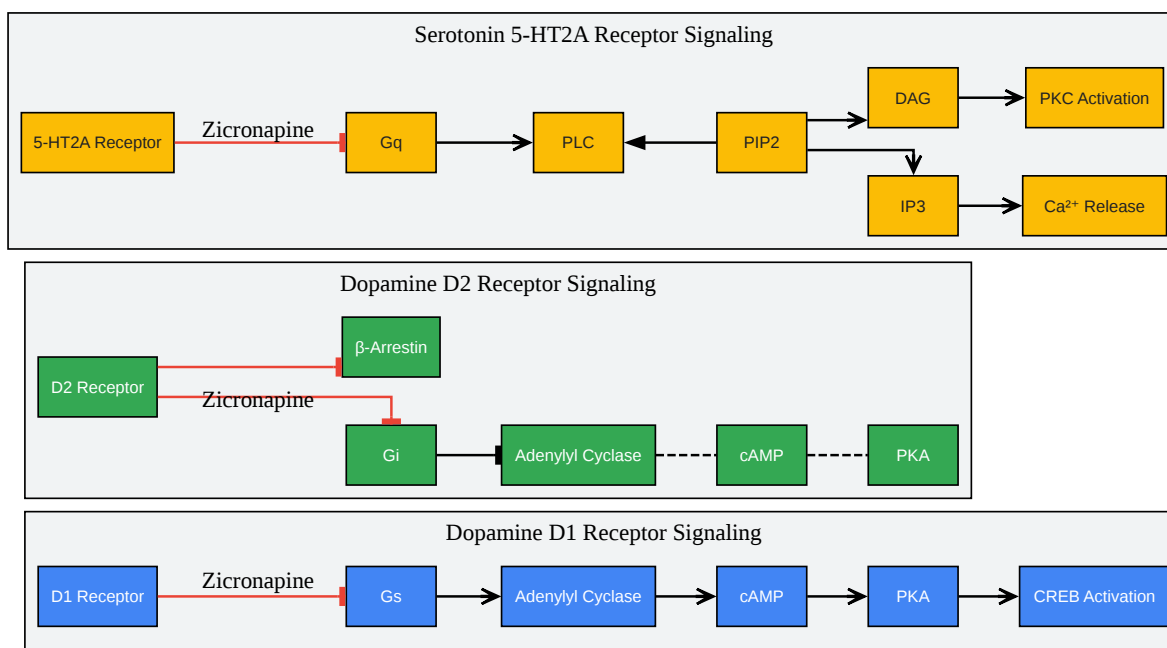 Serotonin 5-HT2A Receptor Signaling
DAG
PKC Activation
5-HT2A Receptor
Zicronapine
Gq
PLC
PIP2
IP3
Ca²⁺ Release
Dopamine D2 Receptor Signaling
β-Arrestin
D2 Receptor
Zicronapine
Gi
Adenylyl Cyclase
cAMP
PKA
Dopamine D1 Receptor Signaling
D1 Receptor
Zicronapine
Gs
Adenylyl Cyclase
cAMP
PKA
CREB Activation